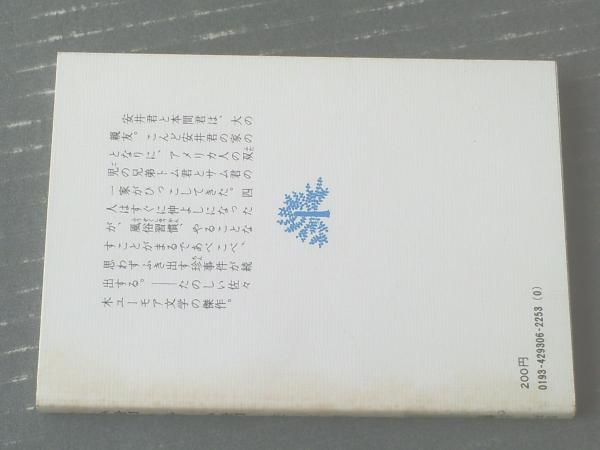 安井君と本間君は、大の
親友。こんど安井君の家の
となりに、アメリカ人の双
児の兄弟トム君とサム君の
一家がひっこしてきた。四
人はすぐに仲よしになった
が、風俗習慣、やることな
すことがまるであべこべ、
思わずふき出す珍事件が続
出する。――たのしい佐々
木ユーモア文学の傑作。
200円
0193-429306-2253 (0)